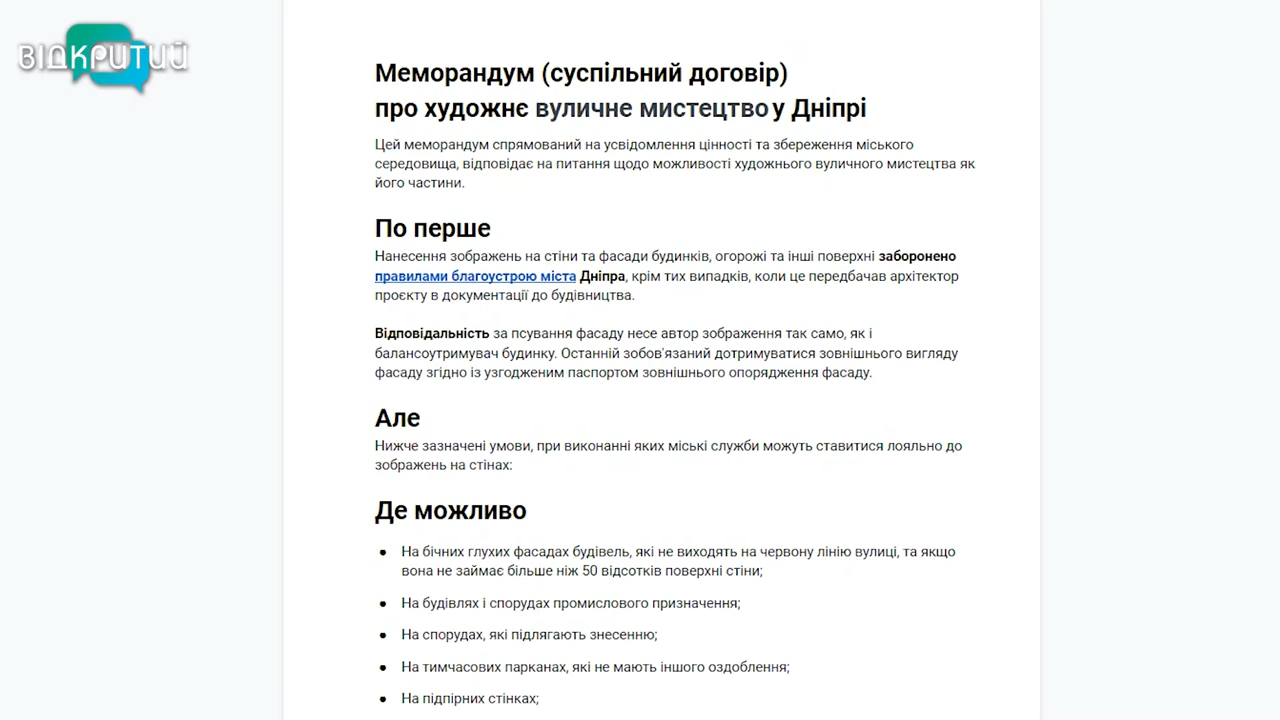 ВІДКРИТИЙ
Меморандум (суспільний договір)
про художнє вуличне мистецтво у Дніпрі
Цей меморандум спрямований на усвідомлення цінності та збереження міського
середовища, відповідає на питання щодо можливості художнього вуличного мистецтва як
його частини.
По перше
Нанесення зображень на стіни та фасади будинків, огорожі та інші поверхні заборонено
правилами благоустрою міста Дніпра, крім тих випадків, коли це передбачав архітектор
проєкту в документації до будівництва.
Відповідальність за псування фасаду несе автор зображення так само, як і
балансоутримувач будинку. Останній зобов'язаний дотримуватися зовнішнього вигляду
фасаду згідно із узгодженим паспортом зовнішнього опорядження фасаду.
Але
Нижче зазначені умови, при виконанні яких міські служби можуть ставитися лояльно до
зображень на стінах:
Де можливо
● На бічних глухих фасадах будівель, які не виходять на червону лінію вулиці, та якщо
вона не займає більше ніж 50 відсотків поверхні стіни;
● На будівлях і спорудах промислового призначення;
● На спорудах, які підлягають знесенню;
● На тимчасових парканах, які не мають іншого оздоблення;
● На підпірних стінках;